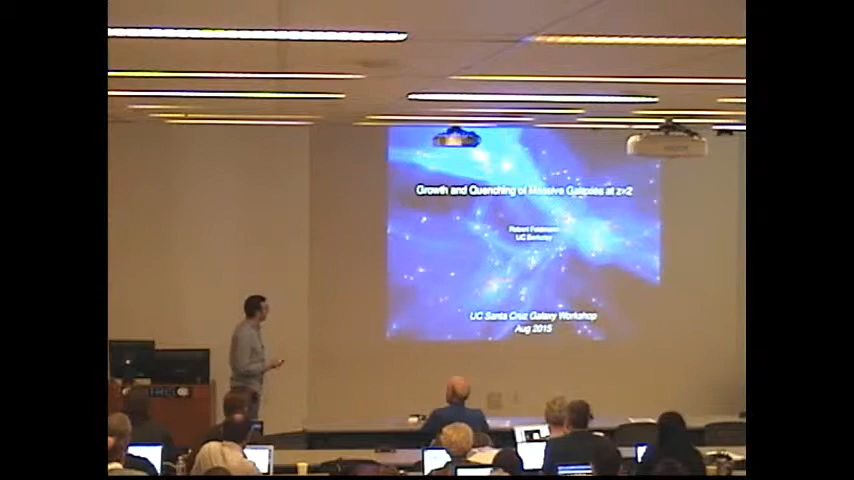 Growth and Quenching of Massive Galaxies at z>2
Robert Feldmann
UC Berkeley
UC Santa Cruz Galaxy Workshop
Aug 2015